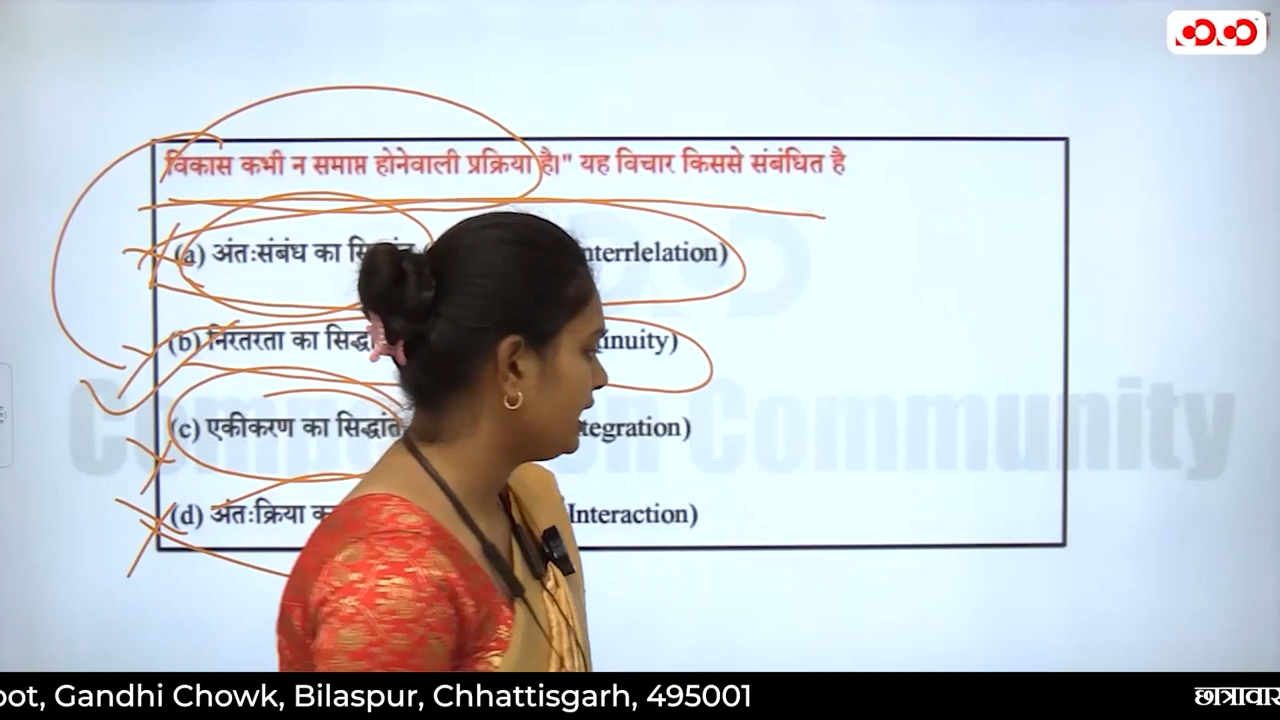 विकास कभी न समाप्त होनेवाली प्रक्रिया है।" यह विचार किससे संबंधित है
(a) अंतःसंबंध का nterrlelation)
(b) निरतरता का inuity)
(c) एकीकरण का सिद्धांत tegration)
(d) अंतःक्रिया Interaction)
Community
oot, Gandhi Chowk, Bilaspur, Chhattisgarh, 495001 छात्रावास